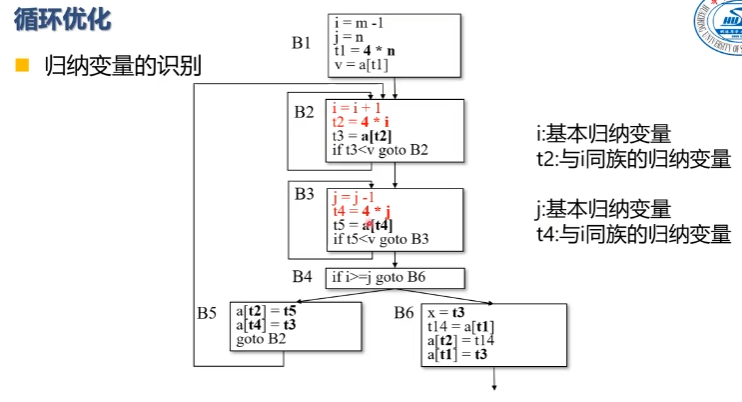 循环优化
归纳变量的识别
B1
i = m -1
j = n
t1 = 4 * n
v = a[t1]
B2
i = i + 1
t2 = 4 * i
t3 = a[t2]
if t3<v goto B2
i:基本归纳变量
t2:与i同族的归纳变量
B3
j = j -1
t4 = 4 * j
t5 = a[t4]
if t5<v goto B3
j:基本归纳变量
t4:与i同族的归纳变量
B4
if i>=j goto B6
B5
a[t2] = t5
a[t4] = t3
goto B2
B6
x = t3
t14 = a[t1]
a[t2] = t14
a[t1] = t3